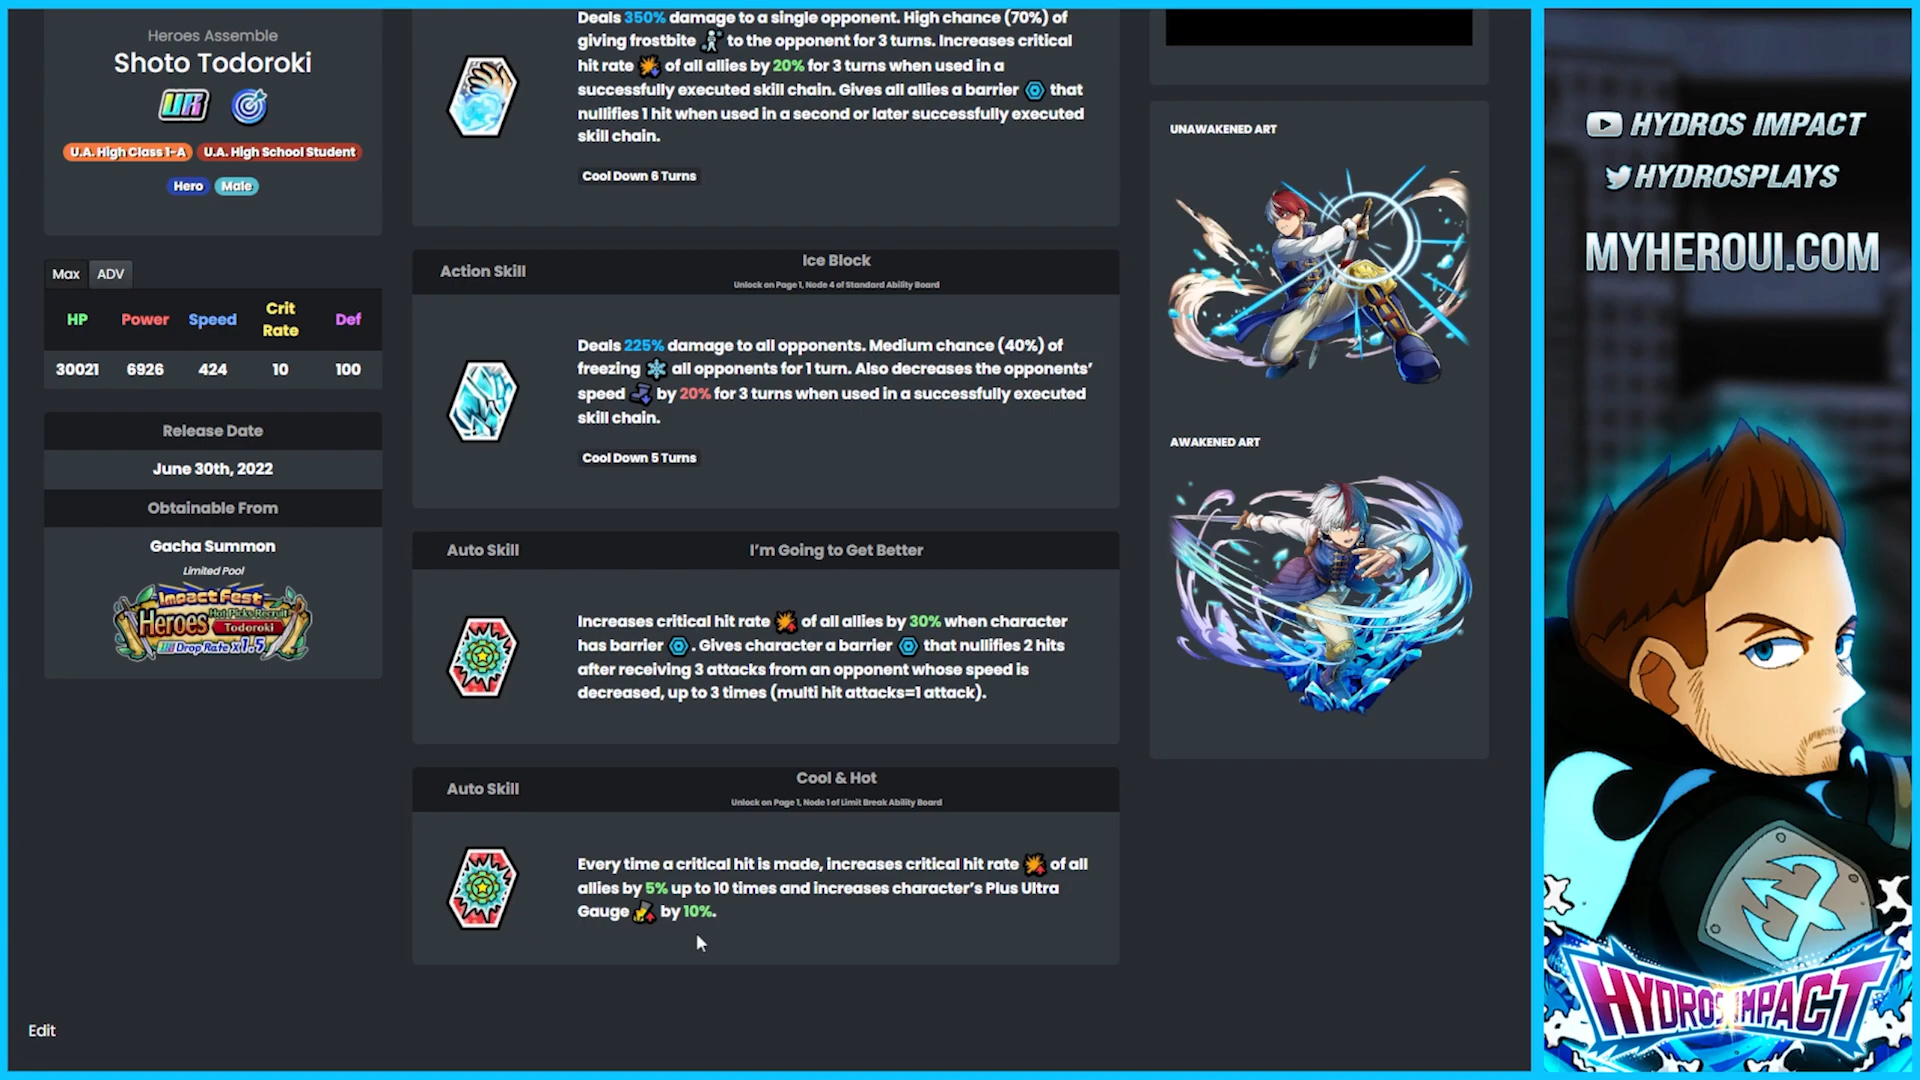 Heroes Assemble
Shoto Todoroki
UR
U.A. High Class 1-A
U.A. High School Student
Hero
Male
Max
ADV
HP
Power
Speed
Crit
Rate
Def
30021
6926
424
10
100
Release Date
June 30th, 2022
Obtainable From
Gacha Summon
Limited Pool
Impact Fest
Hot Picks Recruit
Heroes
Todoroki
UR Drop Rate x1.5
Edit
Deals 350% damage to a single opponent. High chance (70%) of
giving frostbite to the opponent for 3 turns. Increases critical
hit rate of all allies by 20% for 3 turns when used in a
successfully executed skill chain. Gives all allies a barrier that
nullifies 1 hit when used in a second or later successfully executed
skill chain.
Cool Down 6 Turns
Action Skill
Ice Block
Unlock on Page 1, Node 4 of Standard Ability Board
Deals 225% damage to all opponents. Medium chance (40%) of
freezing all opponents for 1 turn. Also decreases the opponents'
speed by 20% for 3 turns when used in a successfully executed
skill chain.
Cool Down 5 Turns
Auto Skill
I'm Going to Get Better
Increases critical hit rate of all allies by 30% when character
has barrier . Gives character a barrier that nullifies 2 hits
after receiving 3 attacks from an opponent whose speed is
decreased, up to 3 times (multi hit attacks=1 attack).
Auto Skill
Cool & Hot
Unlock on Page 1, Node 1 of Limit Break Ability Board
Every time a critical hit is made, increases critical hit rate of all
allies by 5% up to 10 times and increases character's Plus Ultra
Gauge by 10%.
UNAWAKENED ART
AWAKENED ART
HYDROS IMPACT
HYDROSPLAYS
MYHEROUI.COM
HYDROS IMPACT